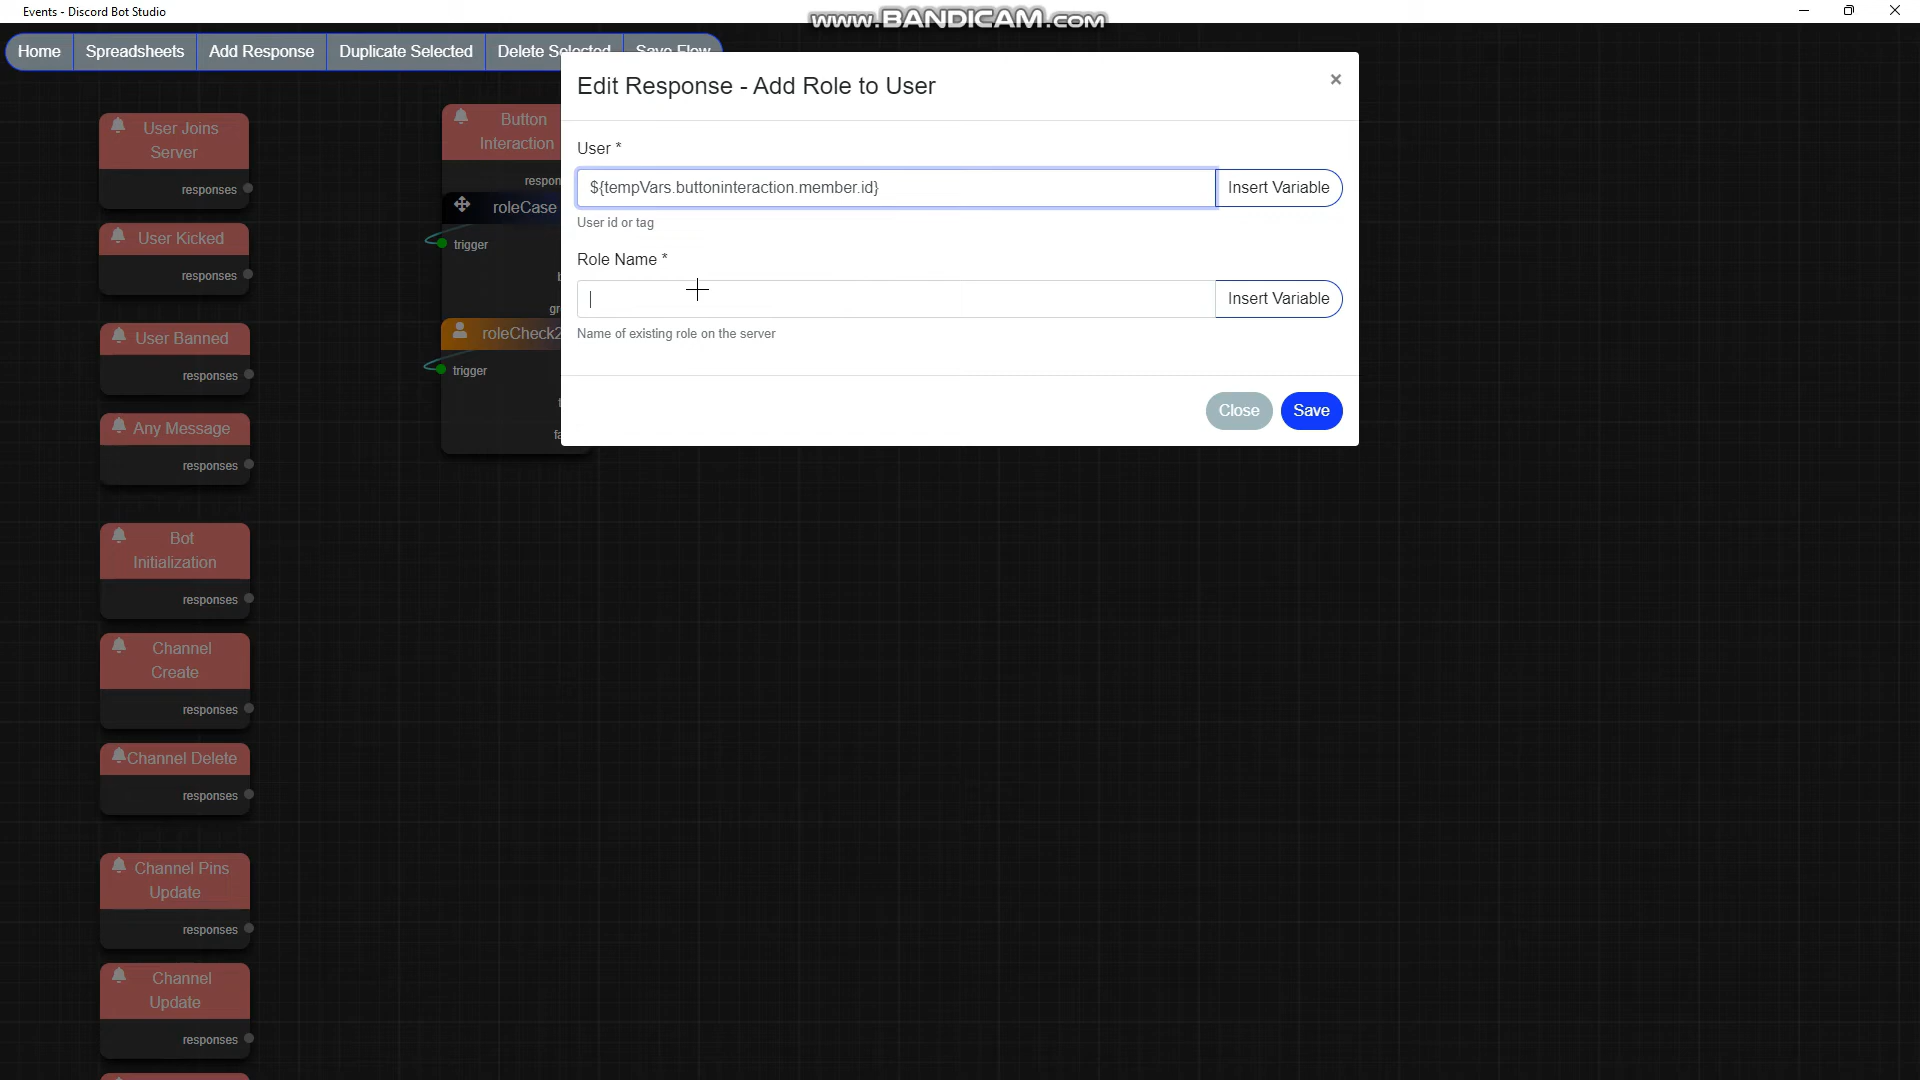 Events - Discord Bot Studio
www.BANDICAM.com
Home
Spreadsheets
Add Response
Duplicate Selected
Delete Selected
Save Flow
Edit Response - Add Role to User
×
User *
${tempVars.buttoninteraction.member.id}
Insert Variable
User id or tag
Role Name *
Insert Variable
Name of existing role on the server
Close
Save
User Joins
Server
responses
User Kicked
responses
User Banned
responses
Any Message
responses
Bot
Initialization
responses
Channel
Create
responses
Channel Delete
responses
Channel Pins
Update
responses
Channel
Update
responses
Button
Interaction
respon
roleCase
trigger
b
gr
roleCheck2
trigger
t
fa